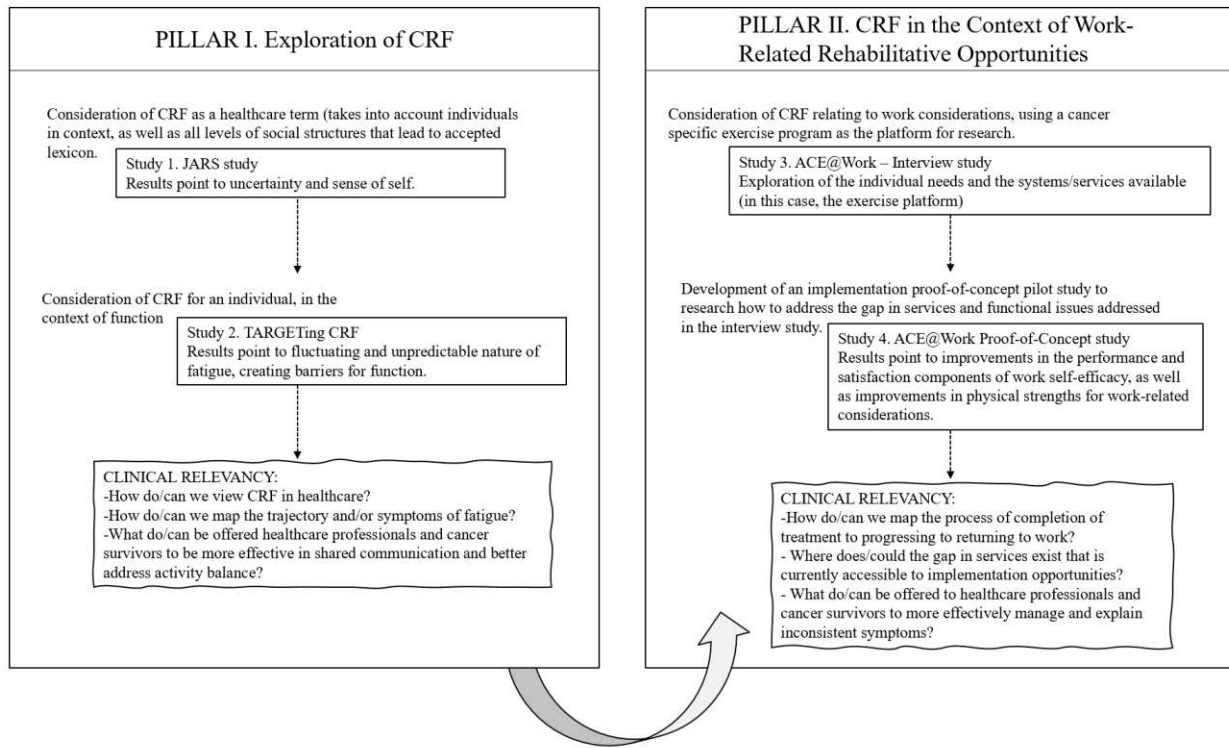 PILLAR I. Exploration of CRF
Consideration of CRF as a healthcare term (takes into account individuals
in context, as well as all levels of social structures that lead to accepted
lexicon.
Study 1. JARS study
Results point to uncertainty and sense of self.
Consideration of CRF for an individual, in the
context of function
Study 2. TARGETing CRF
Results point to fluctuating and unpredictable nature of
fatigue, creating barriers for function.
CLINICAL RELEVANCY:
-How do/can we view CRF in healthcare?
-How do/can we map the trajectory and/or symptoms of fatigue?
-What do/can be offered healthcare professionals and cancer
survivors to be more effective in shared communication and better
address activity balance?
PILLAR II. CRF in the Context of Work-
Related Rehabilitative Opportunities
Consideration of CRF relating to work considerations, using a cancer
specific exercise program as the platform for research.
Study 3. ACE@Work – Interview study
Exploration of the individual needs and the systems/services available
(in this case, the exercise platform)
Development of an implementation proof-of-concept pilot study to
research how to address the gap in services and functional issues addressed
in the interview study.
Study 4. ACE@Work Proof-of-Concept study
Results point to improvements in the performance and
satisfaction components of work self-efficacy, as well
as improvements in physical strengths for work-related
considerations.
CLINICAL RELEVANCY:
-How do/can we map the process of completion of
treatment to progressing to returning to work?
- Where does/could the gap in services exist that is
currently accessible to implementation opportunities?
- What do/can be offered to healthcare professionals and
cancer survivors to more effectively manage and explain
inconsistent symptoms?